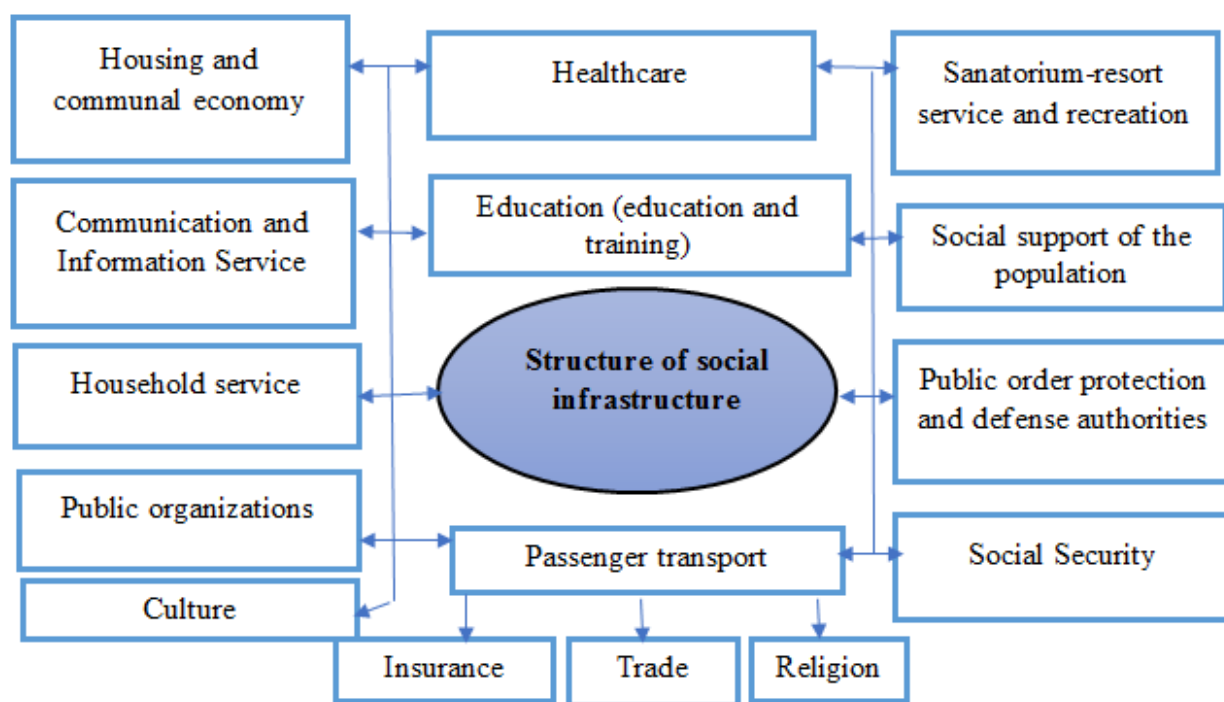 Housing and
communal economy
Healthcare
Sanatorium-resort
service and recreation
Communication and
Information Service
Education (education and
training)
Social support of the
population
Household service
Structure of social
infrastructure
Public order protection
and defense authorities
Public organizations
Passenger transport
Social Security
Culture
Insurance
Trade
Religion